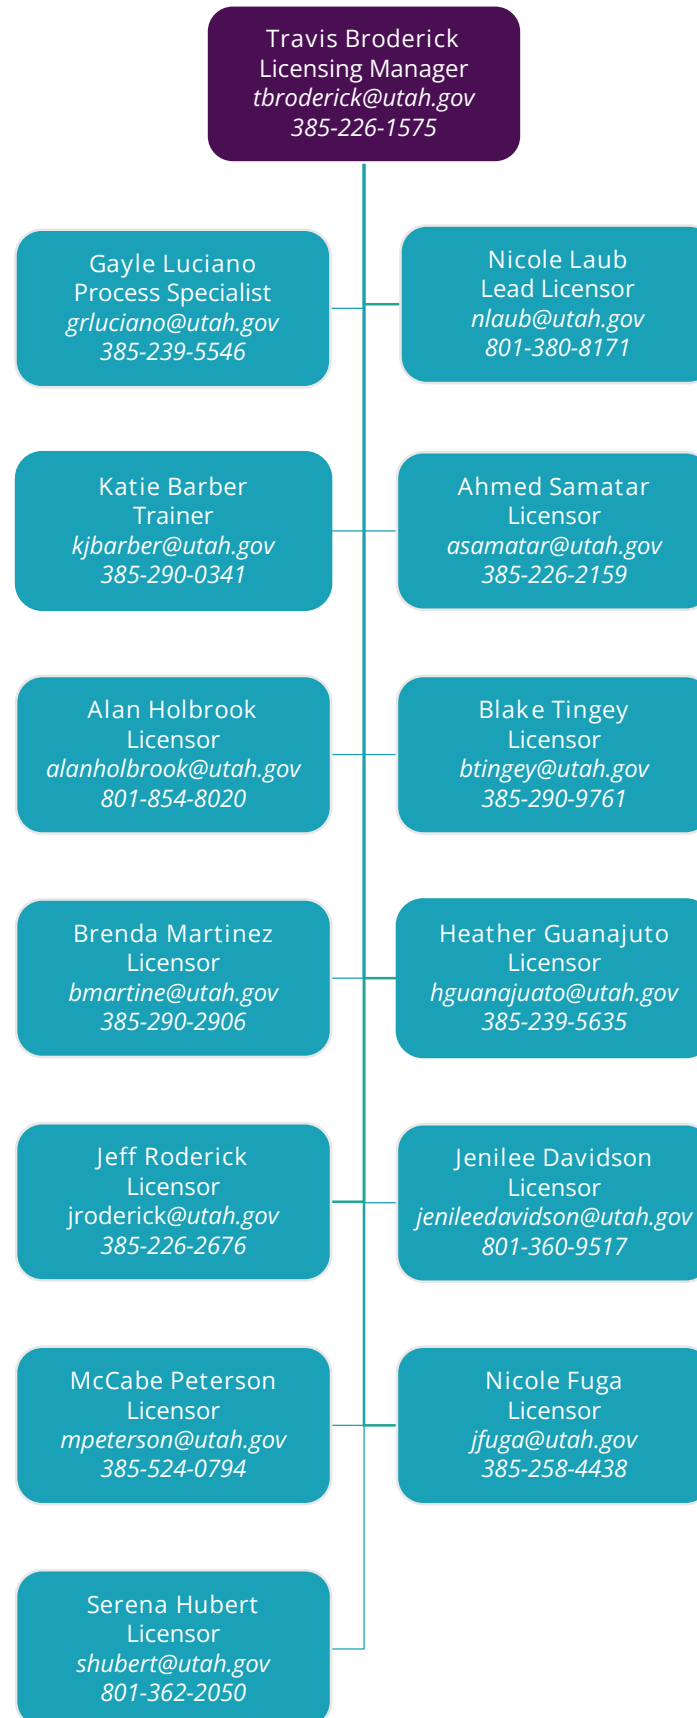 Travis Broderick
Licensing Manager
tbroderick@utah.gov
385-226-1575
Gayle Luciano
Process Specialist
grluciano@utah.gov
385-239-5546
Nicole Laub
Lead Licensor
nlaub@utah.gov
801-380-8171
Katie Barber
Trainer
kjbarber@utah.gov
385-290-0341
Ahmed Samatar
Licensor
asamatar@utah.gov
385-226-2159
Alan Holbrook
Licensor
alanholbrook@utah.gov
801-854-8020
Blake Tingey
Licensor
btingey@utah.gov
385-290-9761
Brenda Martinez
Licensor
bmartine@utah.gov
385-290-2906
Heather Guanajuto
Licensor
hguanajuato@utah.gov
385-239-5635
Jeff Roderick
Licensor
jroderick@utah.gov
385-226-2676
Jenilee Davidson
Licensor
jenileedavidson@utah.gov
801-360-9517
McCabe Peterson
Licensor
mpeterson@utah.gov
385-524-0794
Nicole Fuga
Licensor
jfuga@utah.gov
385-258-4438
Serena Hubert
Licensor
shubert@utah.gov
801-362-2050